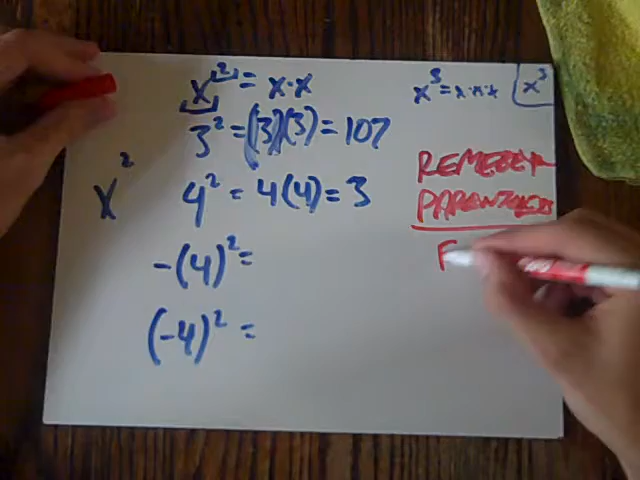 x² = x·x
x³ = x·x·x
x³
3² = (3)(3) = 107
x²
4² = 4(4) = 3
-(4)² =
(-4)² =